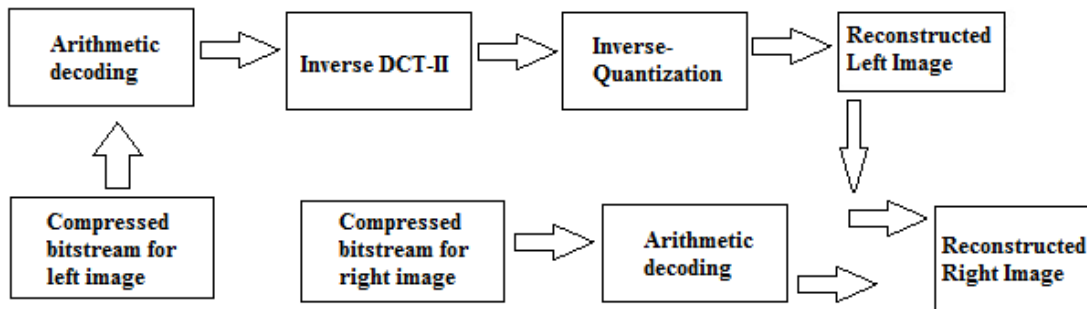 Arithmetic
decoding
Inverse DCT-II
Inverse-
Quantization
Reconstructed
Left Image
Compressed
bitstream for
left image
Compressed
bitstream for
right image
Arithmetic
decoding
Reconstructed
Right Image